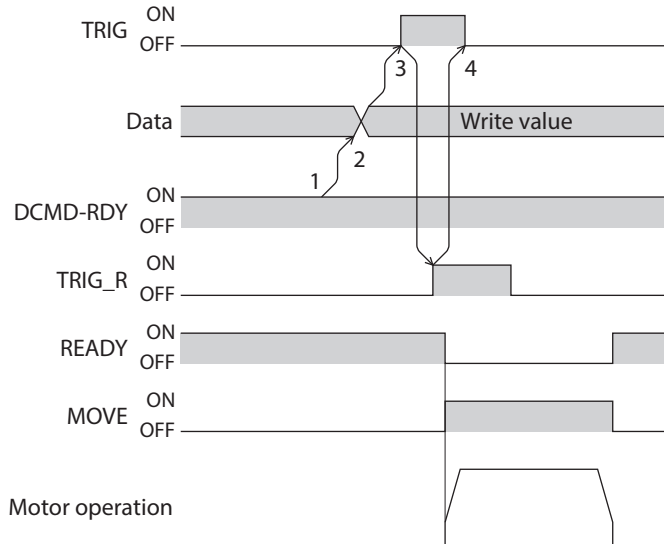 ON
TRIG
OFF
3 4
Data Write value
2
1
ON
DCMD-RDY
OFF
ON
TRIG_R
OFF
ON
READY
OFF
ON
MOVE
OFF
Motor operation